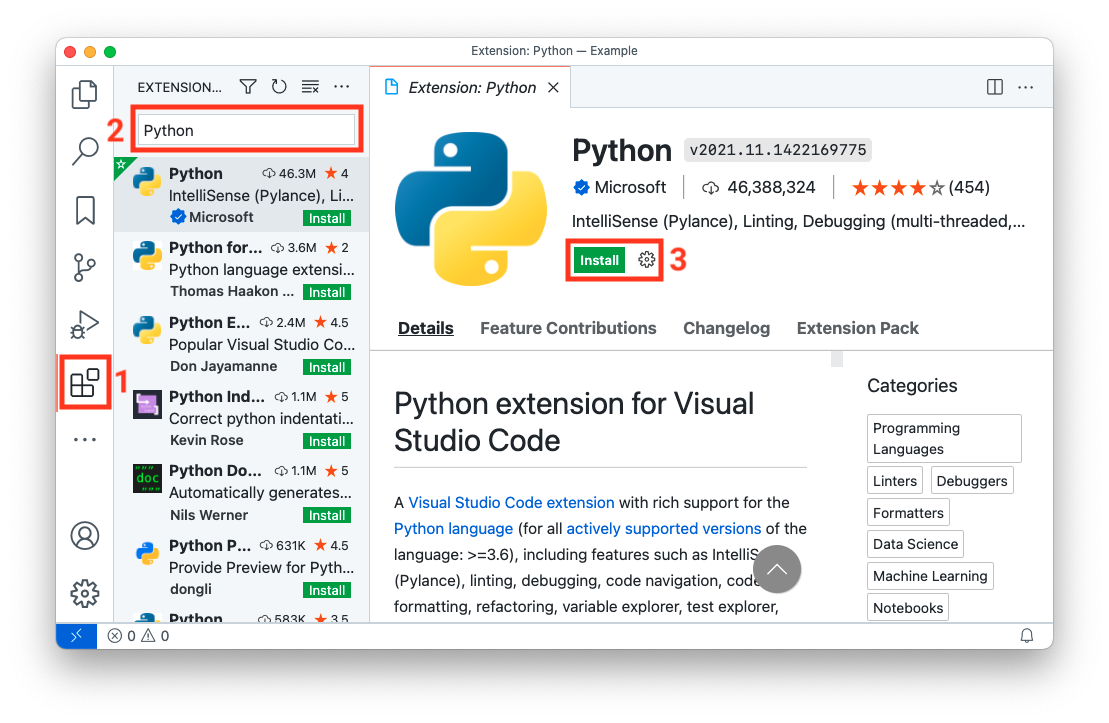 Extension: Python — Example
EXTENSION...
2
Python
Python 46.3M 4
IntelliSense (Pylance), Li...
Microsoft Install
Python for... 3.6M 2
Python language extensi...
Thomas Haakon ... Install
Python E... 2.4M 4.5
Popular Visual Studio Co...
Don Jayamanne Install
1
Python Ind... 1.1M 5
Correct python indentati...
Kevin Rose Install
doc
Python Do... 1.1M 5
Automatically generates...
Nils Werner Install
Python P... 631K 4.5
Provide Preview for Pyth...
dongli Install
Python 583K 3.5
Extension: Python
Python v2021.11.1422169775
Microsoft 46,388,324 (454)
IntelliSense (Pylance), Linting, Debugging (multi-threaded,...
Install 3
Details Feature Contributions Changelog Extension Pack
Python extension for Visual
Studio Code
A Visual Studio Code extension with rich support for the
Python language (for all actively supported versions of the
language: >=3.6), including features such as
(Pylance), linting, debugging, code navigation,
formatting, refactoring, variable explorer, test explorer,
Categories
Programming
Languages
Linters Debuggers
Formatters
Data Science
Machine Learning
Notebooks
0 0